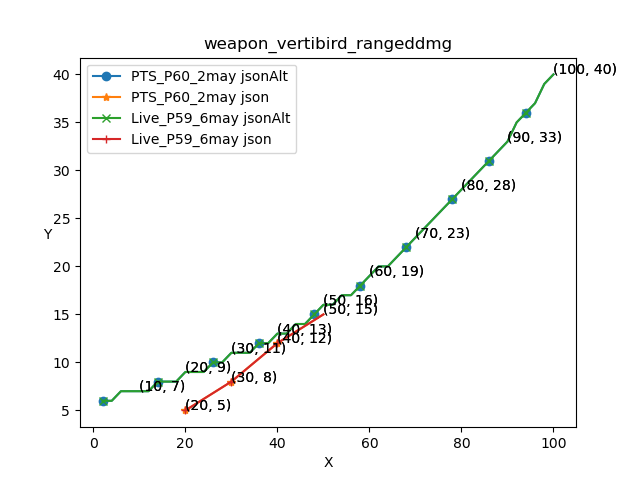 weapon_vertibird_rangeddmg
PTS_P60_2may jsonAlt
PTS_P60_2may json
Live_P59_6may jsonAlt
Live_P59_6may json
(100, 40)
(90, 33)
(80, 28)
(70, 23)
(60, 19)
(50, 16)
(50, 15)
(40, 13)
(40, 12)
(30, 11)
(20, 9)
(30, 8)
(10, 7)
(20, 5)
40
35
30
25
20
15
10
5
Y
0 20 40 60 80 100
X